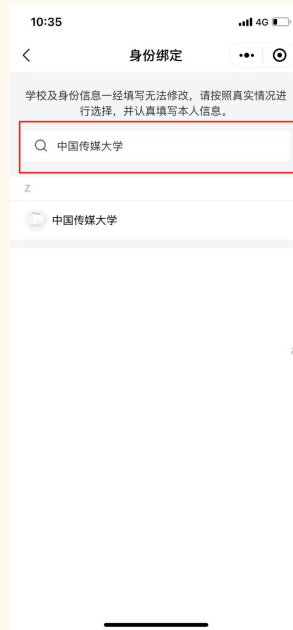 10:35
4G
身份绑定
学校及身份信息一经填写无法修改，请按照真实情况进
行选择，并认真填写本人信息。
中国传媒大学
Z
中国传媒大学